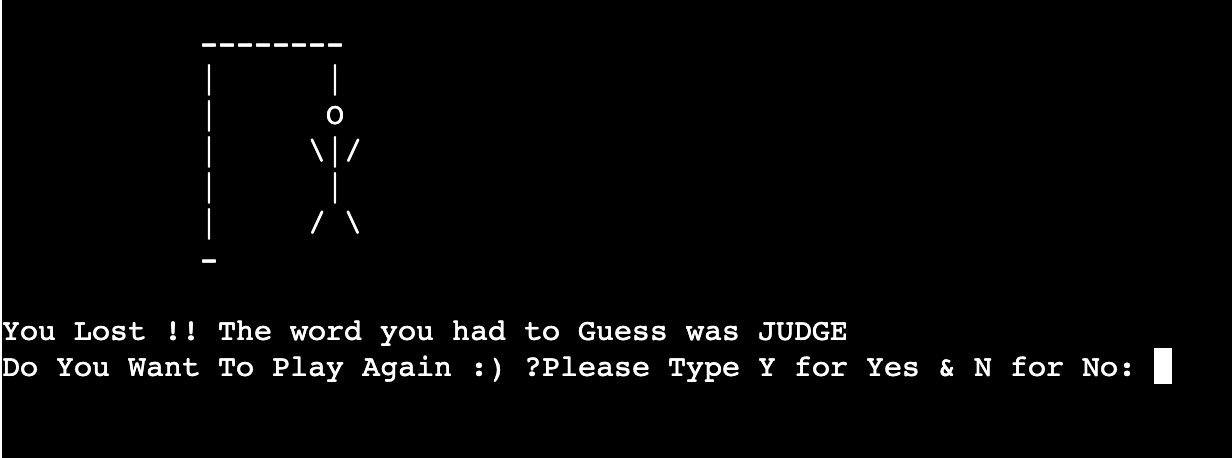 You Lost !! The word you had to Guess was JUDGE
Do You Want To Play Again :) ?Please Type Y for Yes & N for No: